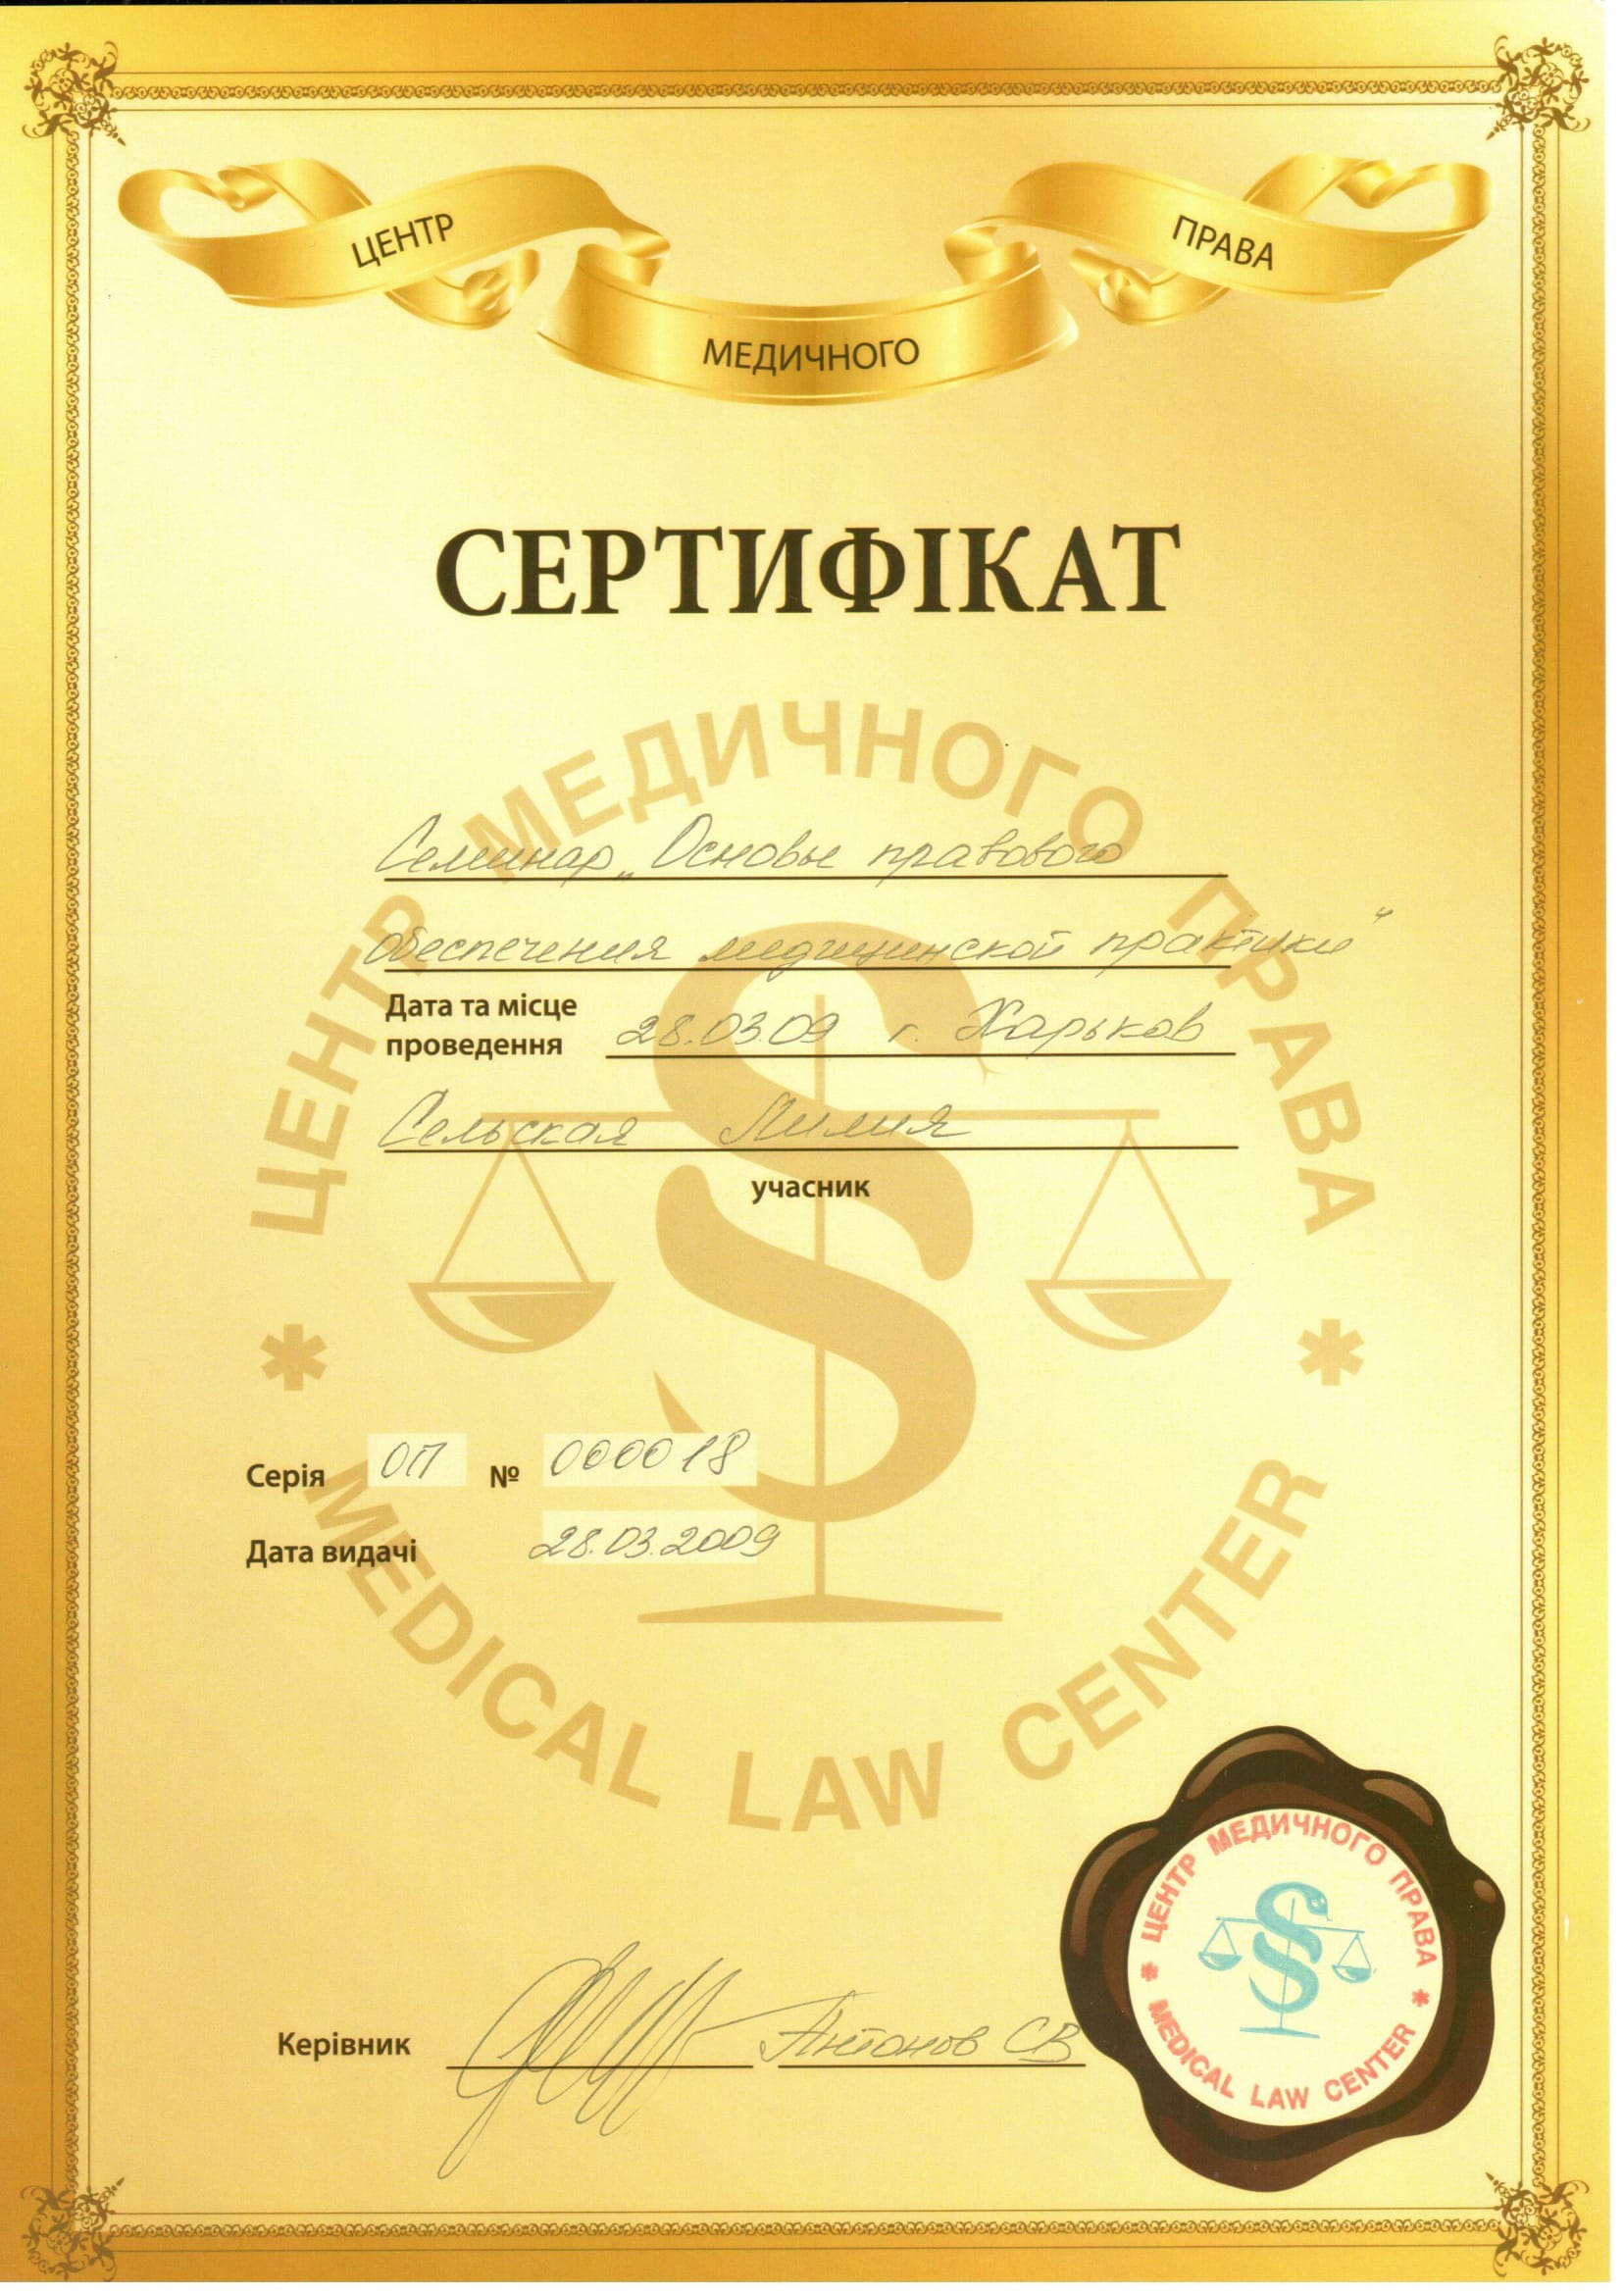 ЦЕНТР
МЕДИЧНОГО
ПРАВА
СЕРТИФІКАТ
Семинар „Основы правового
обеспечения медицинской практики“
Дата та місце
проведення 28.03.09 г. Харьков
Сельская Лилия
учасник
Серія ОП № 000018
Дата видачі 28.03.2009
ЦЕНТР МЕДИЧНОГО ПРАВА
* MEDICAL LAW CENTER *
Керівник Антонов СВ
ЦЕНТР МЕДИЧНОГО ПРАВА
* MEDICAL LAW CENTER *